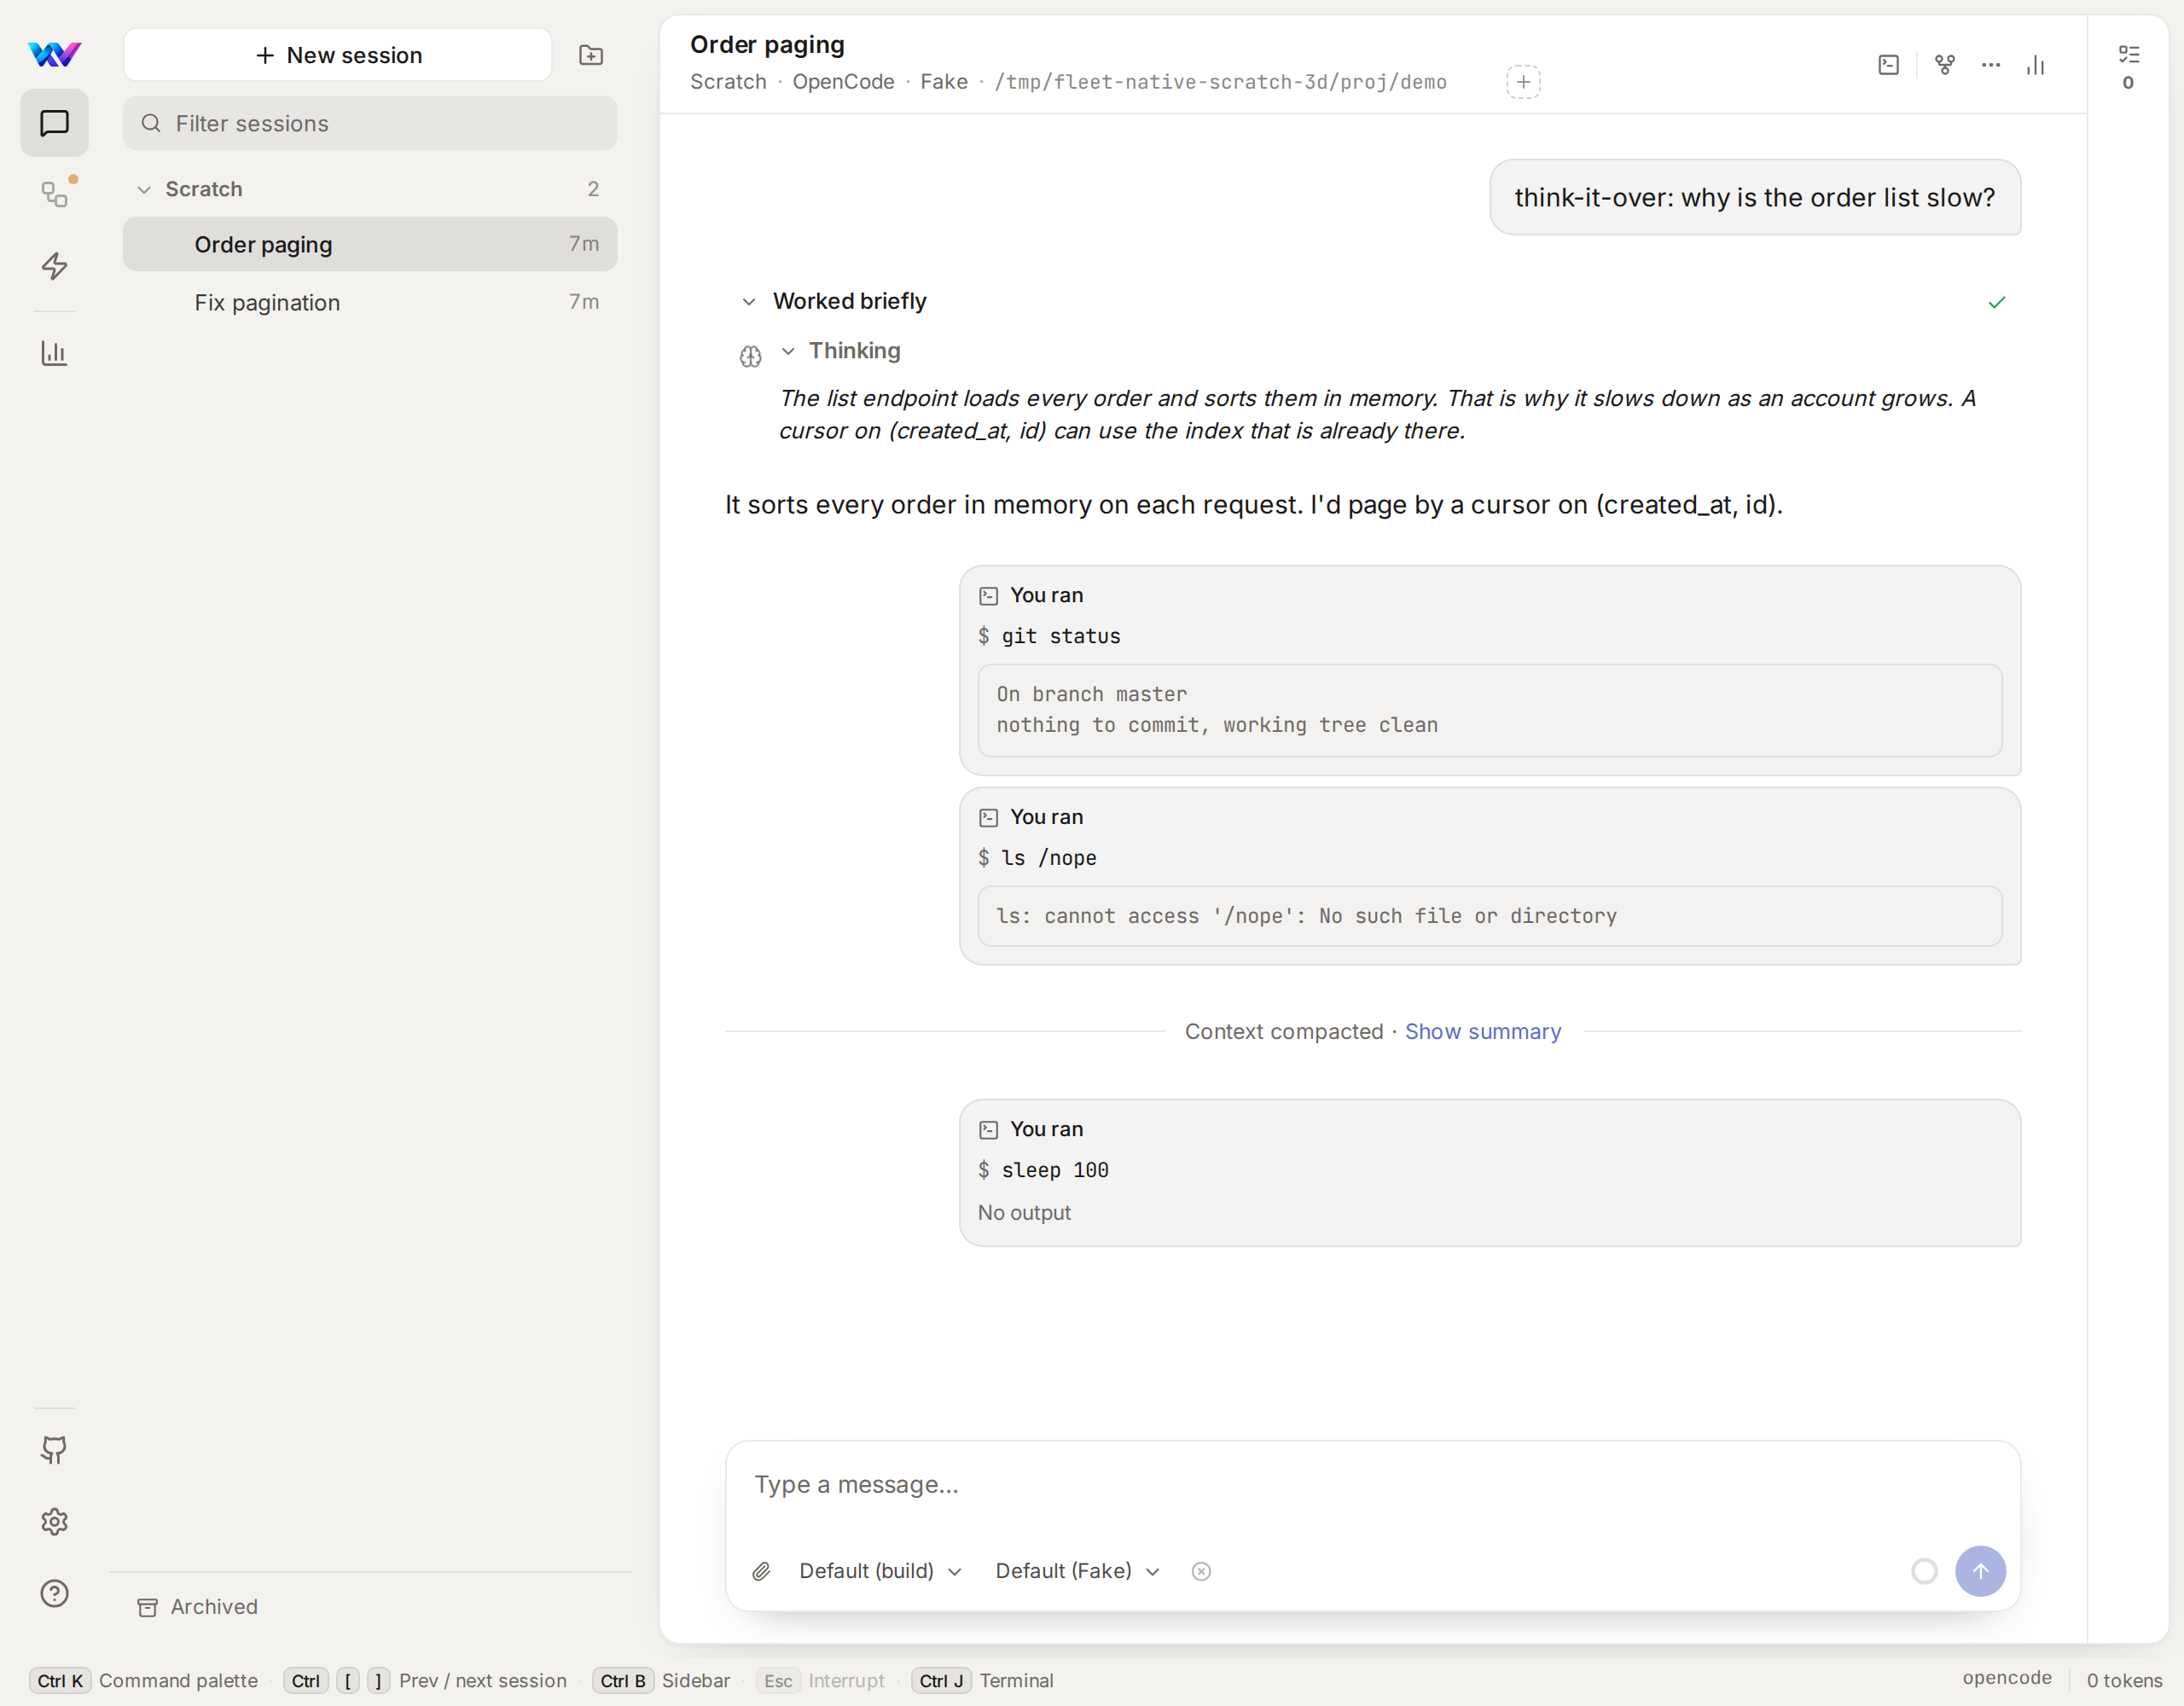 New session
Filter sessions
Scratch 2
Order paging 7m
Fix pagination 7m
Archived
Order paging
Scratch · OpenCode · Fake · /tmp/fleet-native-scratch-3d/proj/demo
0
think-it-over: why is the order list slow?
Worked briefly
Thinking
The list endpoint loads every order and sorts them in memory. That is why it slows down as an account grows. A
cursor on (created_at, id) can use the index that is already there.
It sorts every order in memory on each request. I'd page by a cursor on (created_at, id).
You ran
$ git status
On branch master
nothing to commit, working tree clean
You ran
$ ls /nope
ls: cannot access '/nope': No such file or directory
Context compacted · Show summary
You ran
$ sleep 100
No output
Type a message...
Default (build) Default (Fake)
Ctrl K Command palette · Ctrl [ ] Prev / next session · Ctrl B Sidebar · Esc Interrupt · Ctrl J Terminal
opencode 0 tokens